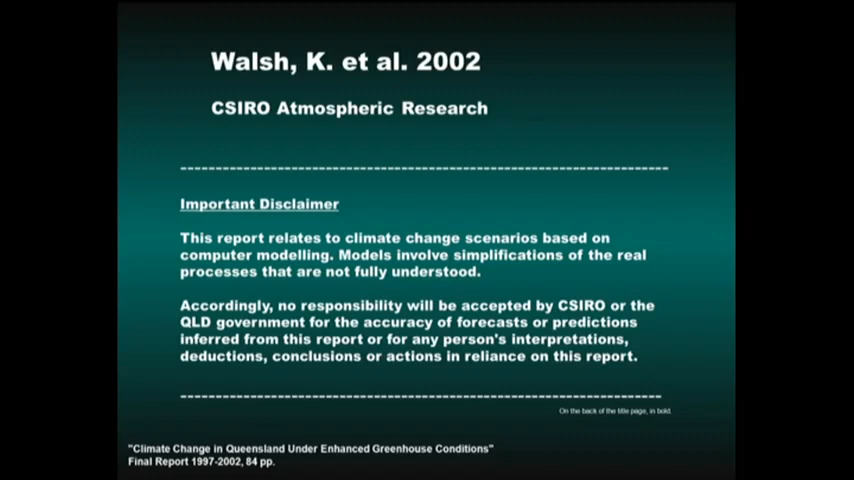 Walsh, K. et al. 2002
CSIRO Atmospheric Research
----------------------------------------------------------------------
Important Disclaimer
This report relates to climate change scenarios based on
computer modelling. Models involve simplifications of the real
processes that are not fully understood.
Accordingly, no responsibility will be accepted by CSIRO or the
QLD government for the accuracy of forecasts or predictions
inferred from this report or for any person's interpretations,
deductions, conclusions or actions in reliance on this report.
---------------------------------------------------------------------
On the back of the title page, in bold.
"Climate Change in Queensland Under Enhanced Greenhouse Conditions"
Final Report 1997-2002, 84 pp.